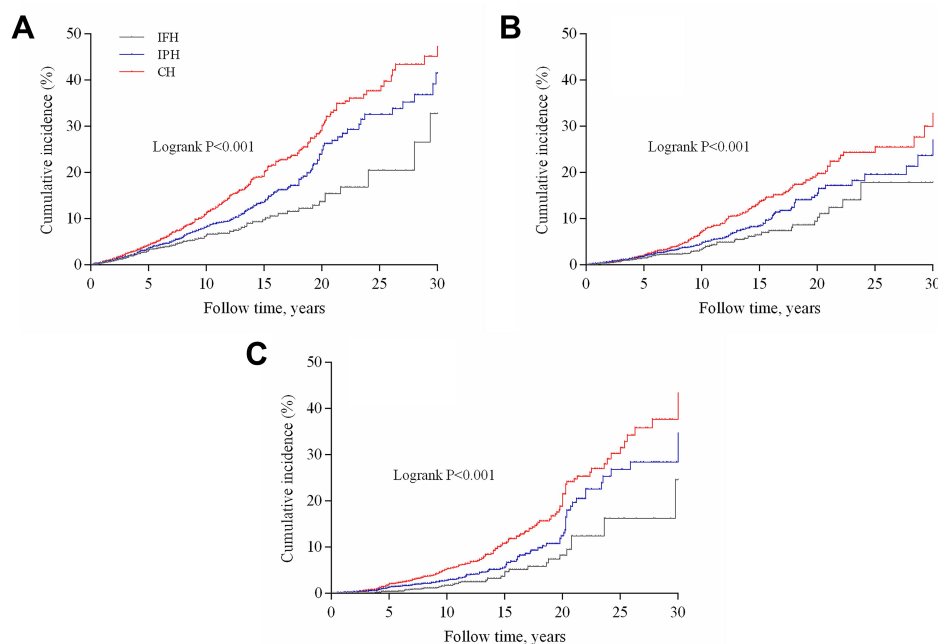 A
Cumulative incidence (%)
50
40
30
20
10
0
IFH
IPH
CH
Logrank P<0.001
0 5 10 15 20 25 30
Follow time, years
B
Cumulative incidence (%)
50
40
30
20
10
0
Logrank P<0.001
0 5 10 15 20 25 30
Follow time, years
C
Cumulative incidence (%)
50
40
30
20
10
0
Logrank P<0.001
0 5 10 15 20 25 30
Follow time, years